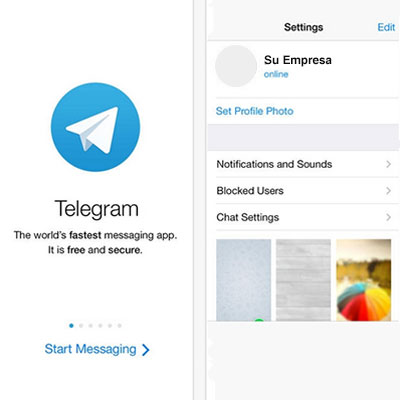 Telegram
The world's fastest messaging app.
It is free and secure.
Start Messaging
Settings
Edit
Su Empresa
online
Set Profile Photo
Notifications and Sounds
Blocked Users
Chat Settings